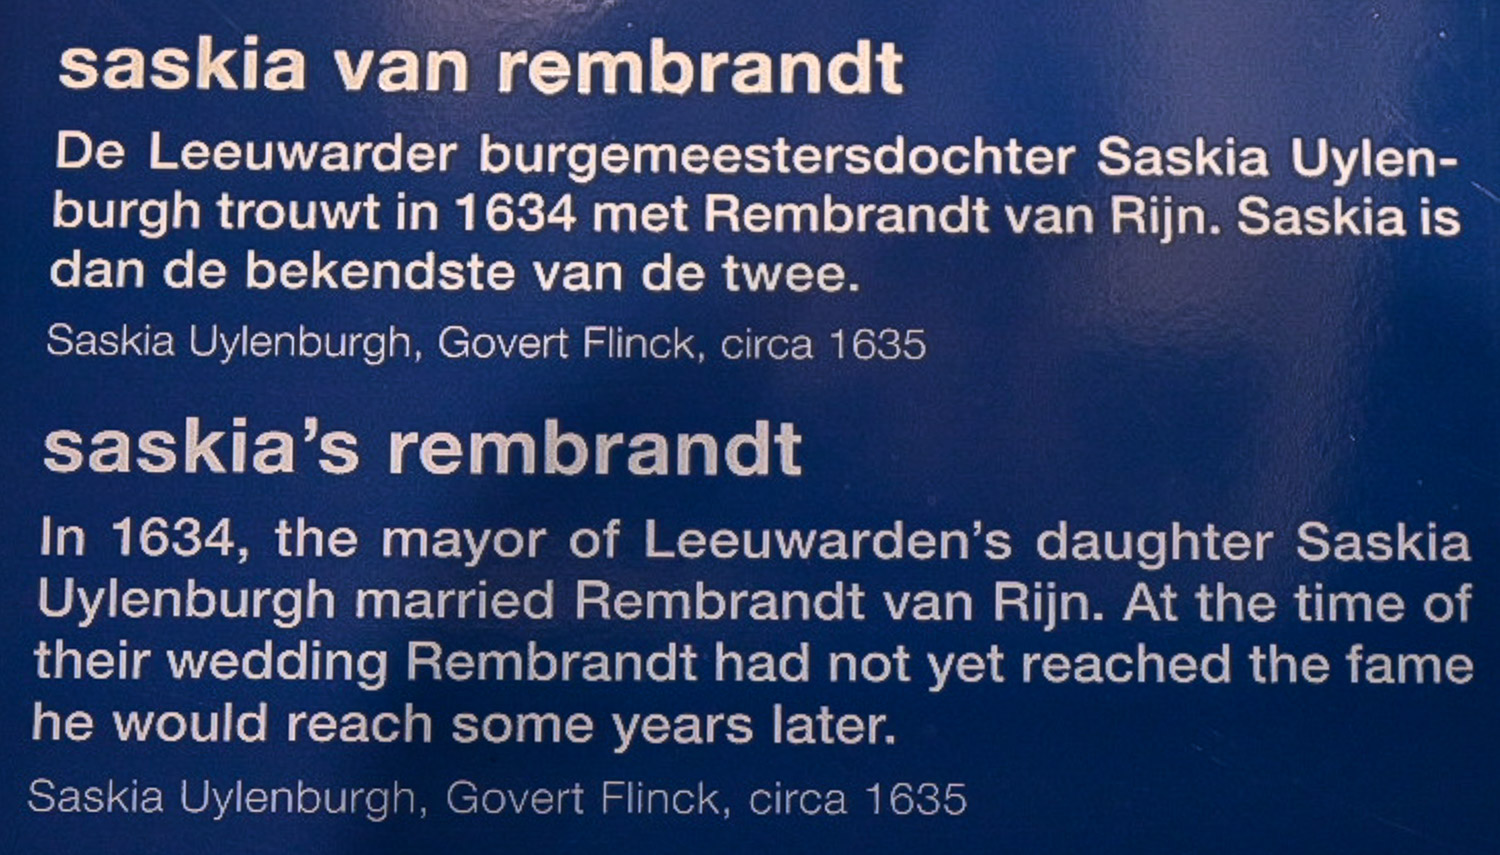 saskia van rembrandt
De Leeuwarder burgemeestersdochter Saskia Uylen-
burgh trouwt in 1634 met Rembrandt van Rijn. Saskia is
dan de bekendste van de twee.
Saskia Uylenburgh, Govert Flinck, circa 1635
saskia's rembrandt
In 1634, the mayor of Leeuwarden's daughter Saskia
Uylenburgh married Rembrandt van Rijn. At the time of
their wedding Rembrandt had not yet reached the fame
he would reach some years later.
Saskia Uylenburgh, Govert Flinck, circa 1635